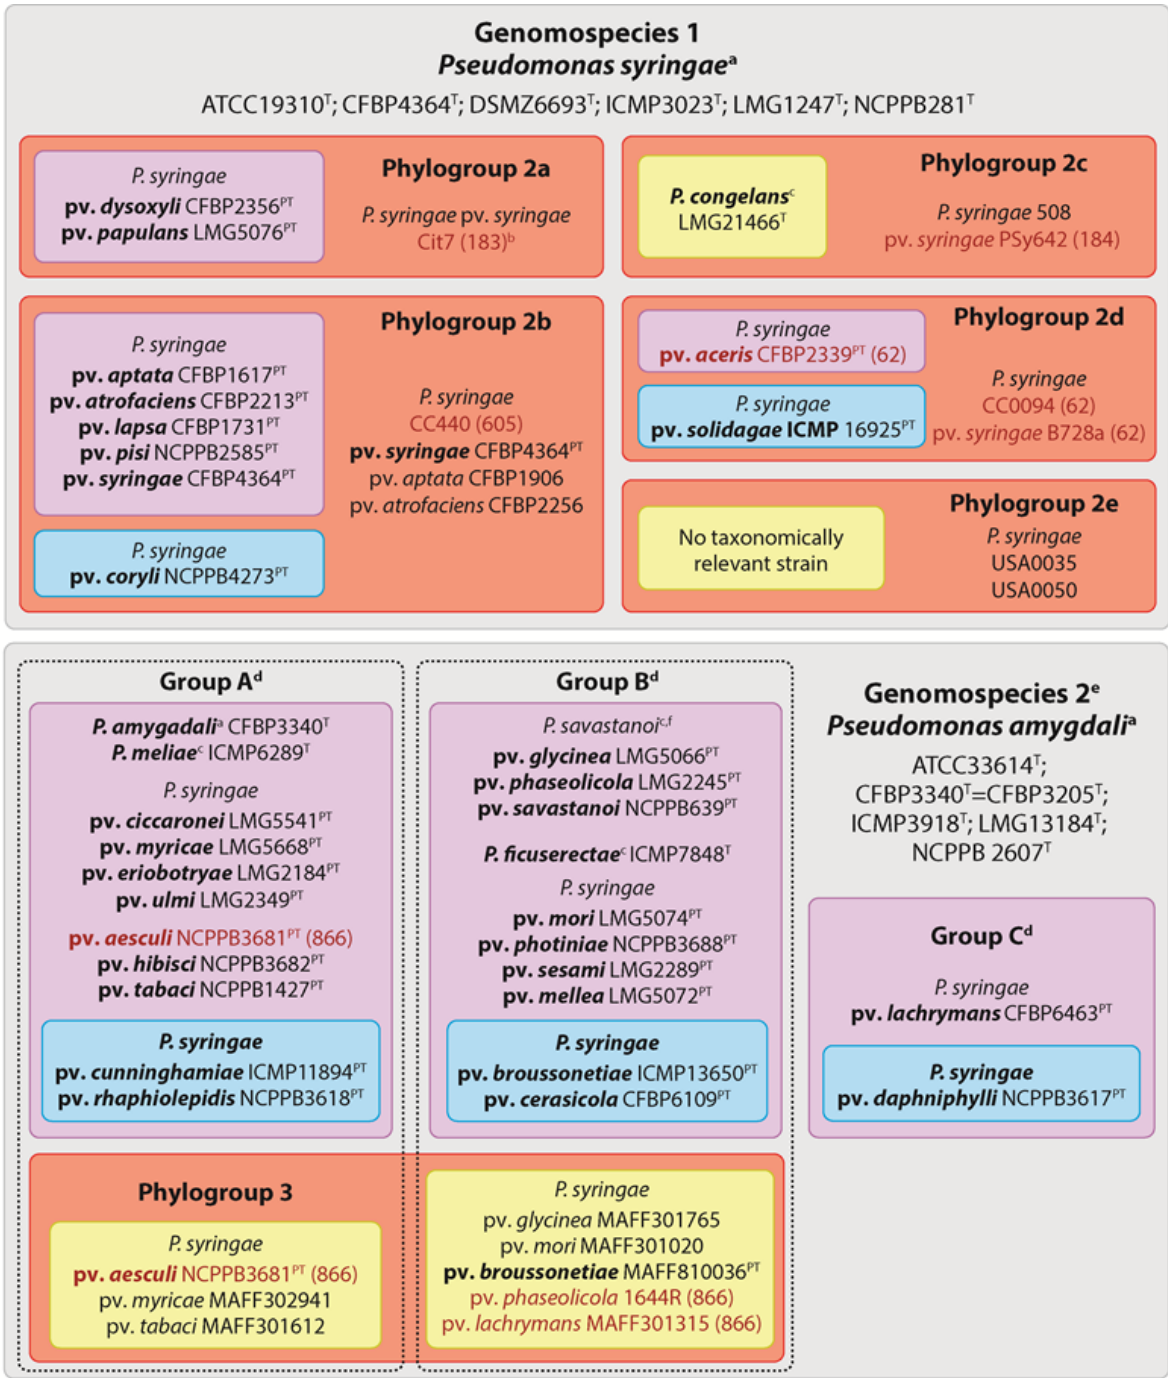 Genomospecies 1
Pseudomonas syringaeᵃ
ATCC19310ᵀ; CFBP4364ᵀ; DSMZ6693ᵀ; ICMP3023ᵀ; LMG1247ᵀ; NCPPB281ᵀ
P. syringae
pv. dysoxyli CFBP2356ᴾᵀ
pv. papulans LMG5076ᴾᵀ
Phylogroup 2a
P. syringae pv. syringae
Cit7 (183)ᵇ
P. congelansᶜ
LMG21466ᵀ
Phylogroup 2c
P. syringae 508
pv. syringae PSy642 (184)
P. syringae
pv. aptata CFBP1617ᴾᵀ
pv. atrofaciens CFBP2213ᴾᵀ
pv. lapsa CFBP1731ᴾᵀ
pv. pisi NCPPB2585ᴾᵀ
pv. syringae CFBP4364ᴾᵀ
P. syringae
pv. coryli NCPPB4273ᴾᵀ
Phylogroup 2b
P. syringae
CC440 (605)
pv. syringae CFBP4364ᴾᵀ
pv. aptata CFBP1906
pv. atrofaciens CFBP2256
P. syringae
pv. aceris CFBP2339ᴾᵀ (62)
P. syringae
pv. solidagae ICMP 16925ᴾᵀ
Phylogroup 2d
P. syringae
CC0094 (62)
pv. syringae B728a (62)
No taxonomically
relevant strain
Phylogroup 2e
P. syringae
USA0035
USA0050
Group Aᵈ
P. amygadaliᵃ CFBP3340ᵀ
P. meliaeᶜ ICMP6289ᵀ
P. syringae
pv. ciccaronei LMG5541ᴾᵀ
pv. myricae LMG5668ᴾᵀ
pv. eriobotryae LMG2184ᴾᵀ
pv. ulmi LMG2349ᴾᵀ
pv. aesculi NCPPB3681ᴾᵀ (866)
pv. hibisci NCPPB3682ᴾᵀ
pv. tabaci NCPPB1427ᴾᵀ
P. syringae
pv. cunninghamiae ICMP11894ᴾᵀ
pv. rhaphiolepidis NCPPB3618ᴾᵀ
Group Bᵈ
P. savastanoiᶜ,ᶠ
pv. glycinea LMG5066ᴾᵀ
pv. phaseolicola LMG2245ᴾᵀ
pv. savastanoi NCPPB639ᴾᵀ
P. ficuserectaeᶜ ICMP7848ᵀ
P. syringae
pv. mori LMG5074ᴾᵀ
pv. photiniae NCPPB3688ᴾᵀ
pv. sesami LMG2289ᴾᵀ
pv. mellea LMG5072ᴾᵀ
P. syringae
pv. broussonetiae ICMP13650ᴾᵀ
pv. cerasicola CFBP6109ᴾᵀ
Genomospecies 2ᵉ
Pseudomonas amygdaliᵃ
ATCC33614ᵀ;
CFBP3340ᵀ=CFBP3205ᵀ;
ICMP3918ᵀ; LMG13184ᵀ;
NCPPB 2607ᵀ
Group Cᵈ
P. syringae
pv. lachrymans CFBP6463ᴾᵀ
P. syringae
pv. daphniphylli NCPPB3617ᴾᵀ
Phylogroup 3
P. syringae
pv. aesculi NCPPB3681ᴾᵀ (866)
pv. myricae MAFF302941
pv. tabaci MAFF301612
P. syringae
pv. glycinea MAFF301765
pv. mori MAFF301020
pv. broussonetiae MAFF810036ᴾᵀ
pv. phaseolicola 1644R (866)
pv. lachrymans MAFF301315 (866)